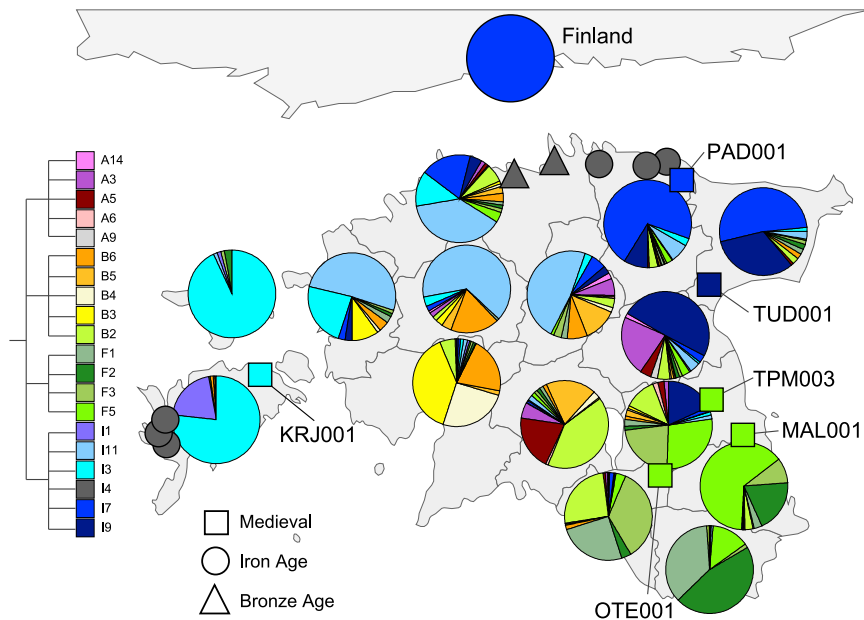 Finland
PAD001
A14
A3
A5
A6
A9
B6
B5
B4
B3
B2
F1
F2
F3
F5
I1
I11
I3
I4
I7
I9
TUD001
TPM003
MAL001
KRJ001
Medieval
Iron Age
Bronze Age
OTE001